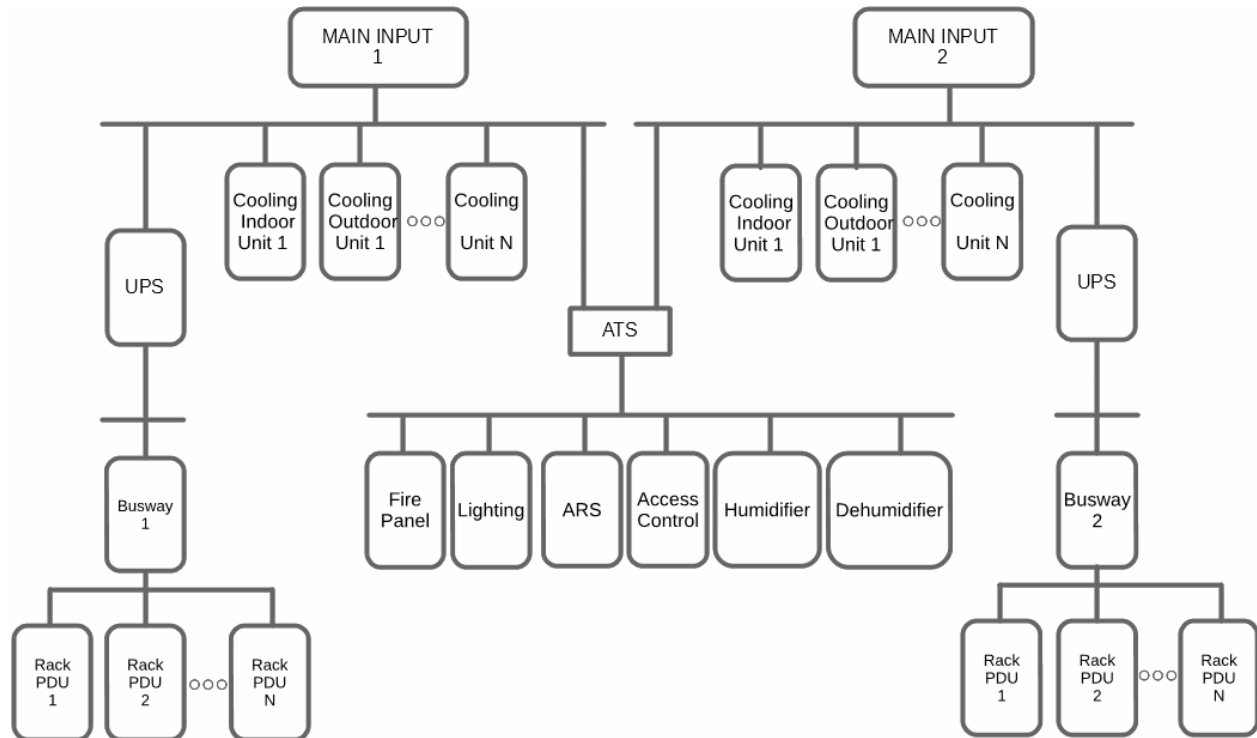 MAIN INPUT
1
MAIN INPUT
2
Cooling
Indoor
Unit 1
Cooling
Outdoor
Unit 1
Cooling
Unit N
Cooling
Indoor
Unit 1
Cooling
Outdoor
Unit 1
Cooling
Unit N
UPS
UPS
ATS
Busway
1
Fire
Panel
Lighting
ARS
Access
Control
Humidifier
Dehumidifier
Busway
2
Rack
PDU
1
Rack
PDU
2
Rack
PDU
N
Rack
PDU
1
Rack
PDU
2
Rack
PDU
N